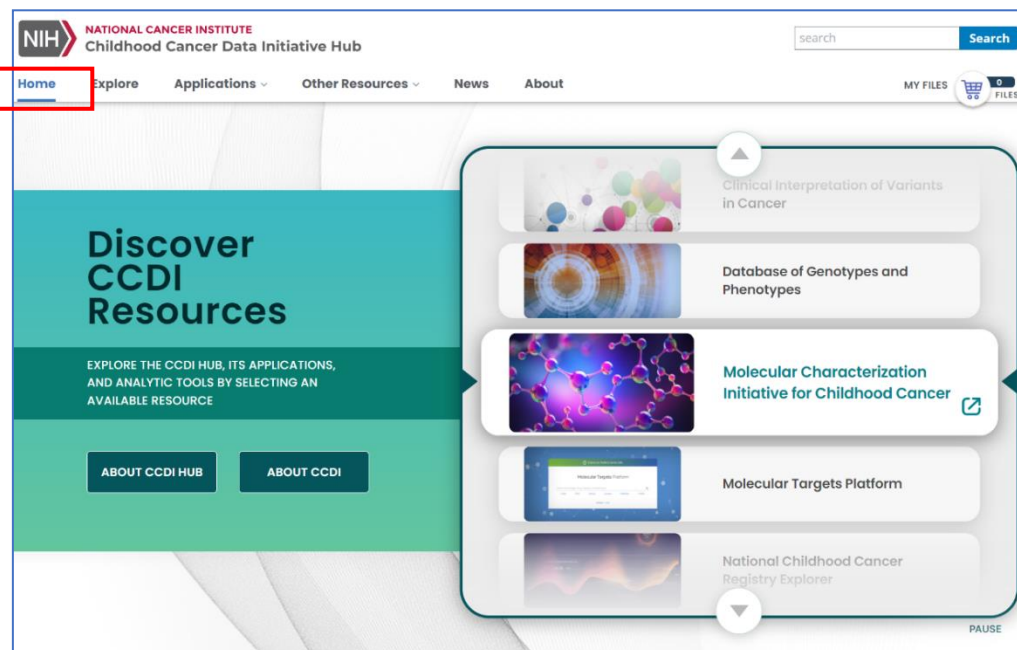 NIH
NATIONAL CANCER INSTITUTE
Childhood Cancer Data Initiative Hub
search
Search
Home Explore Applications Other Resources News About
MY FILES
0
FILES
Discover
CCDI
Resources
EXPLORE THE CCDI HUB, ITS APPLICATIONS,
AND ANALYTIC TOOLS BY SELECTING AN
AVAILABLE RESOURCE
ABOUT CCDI HUB
ABOUT CCDI
Clinical Interpretation of Variants
in Cancer
Database of Genotypes and
Phenotypes
Molecular Characterization
Initiative for Childhood Cancer
Molecular Targets Platform
Molecular Targets Platform
National Childhood Cancer
Registry Explorer
PAUSE